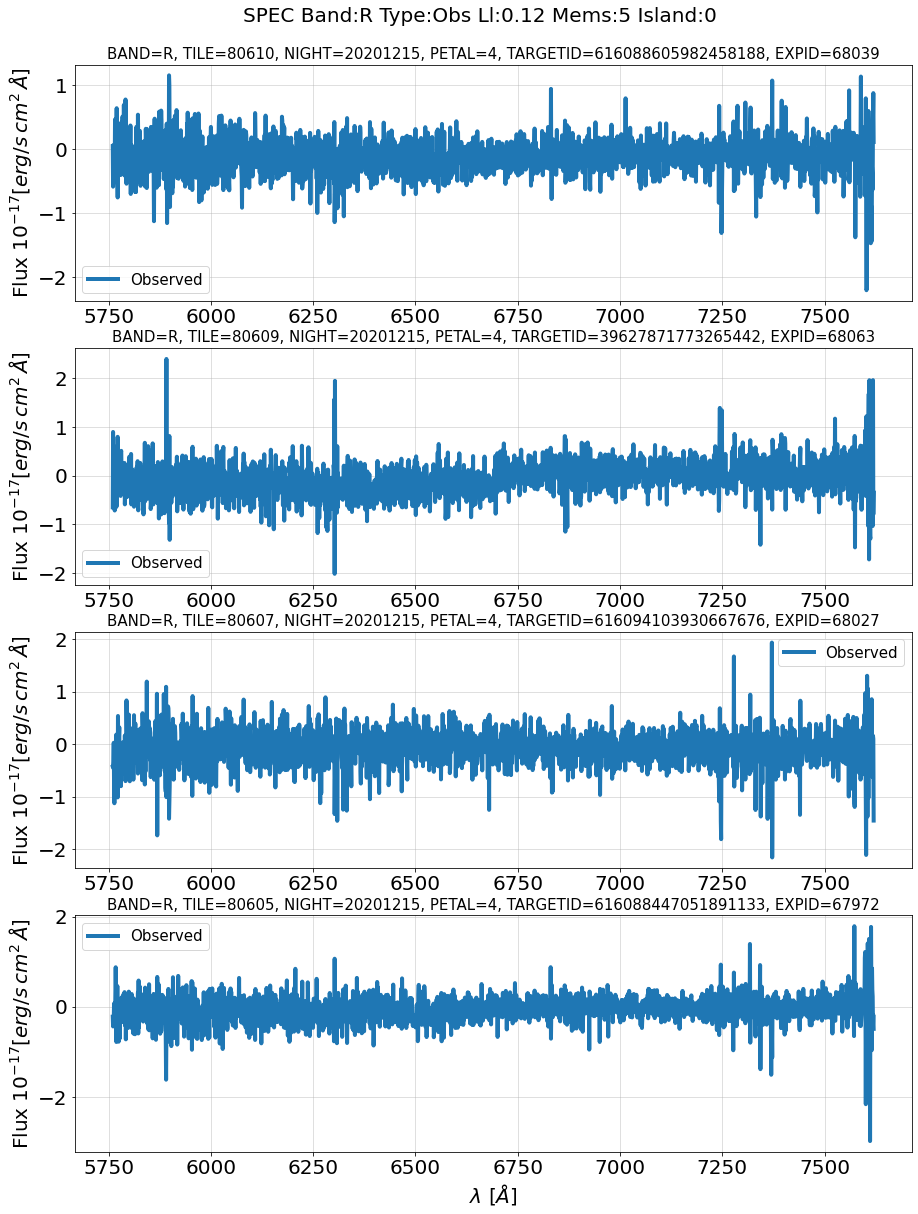 SPEC Band:R Type:Obs Ll:0.12 Mems:5 Island:0
BAND=R, TILE=80610, NIGHT=20201215, PETAL=4, TARGETID=616088605982458188, EXPID=68039
Flux 10^{-17}[erg/s cm^2 Å]
1
0
−1
−2
Observed
5750 6000 6250 6500 6750 7000 7250 7500
BAND=R, TILE=80609, NIGHT=20201215, PETAL=4, TARGETID=39627871773265442, EXPID=68063
Flux 10^{-17}[erg/s cm^2 Å]
2
1
0
−1
−2
Observed
5750 6000 6250 6500 6750 7000 7250 7500
BAND=R, TILE=80607, NIGHT=20201215, PETAL=4, TARGETID=616094103930667676, EXPID=68027
Flux 10^{-17}[erg/s cm^2 Å]
2
1
0
−1
−2
Observed
5750 6000 6250 6500 6750 7000 7250 7500
BAND=R, TILE=80605, NIGHT=20201215, PETAL=4, TARGETID=616088447051891133, EXPID=67972
Flux 10^{-17}[erg/s cm^2 Å]
2
0
−2
Observed
5750 6000 6250 6500 6750 7000 7250 7500
λ [Å]